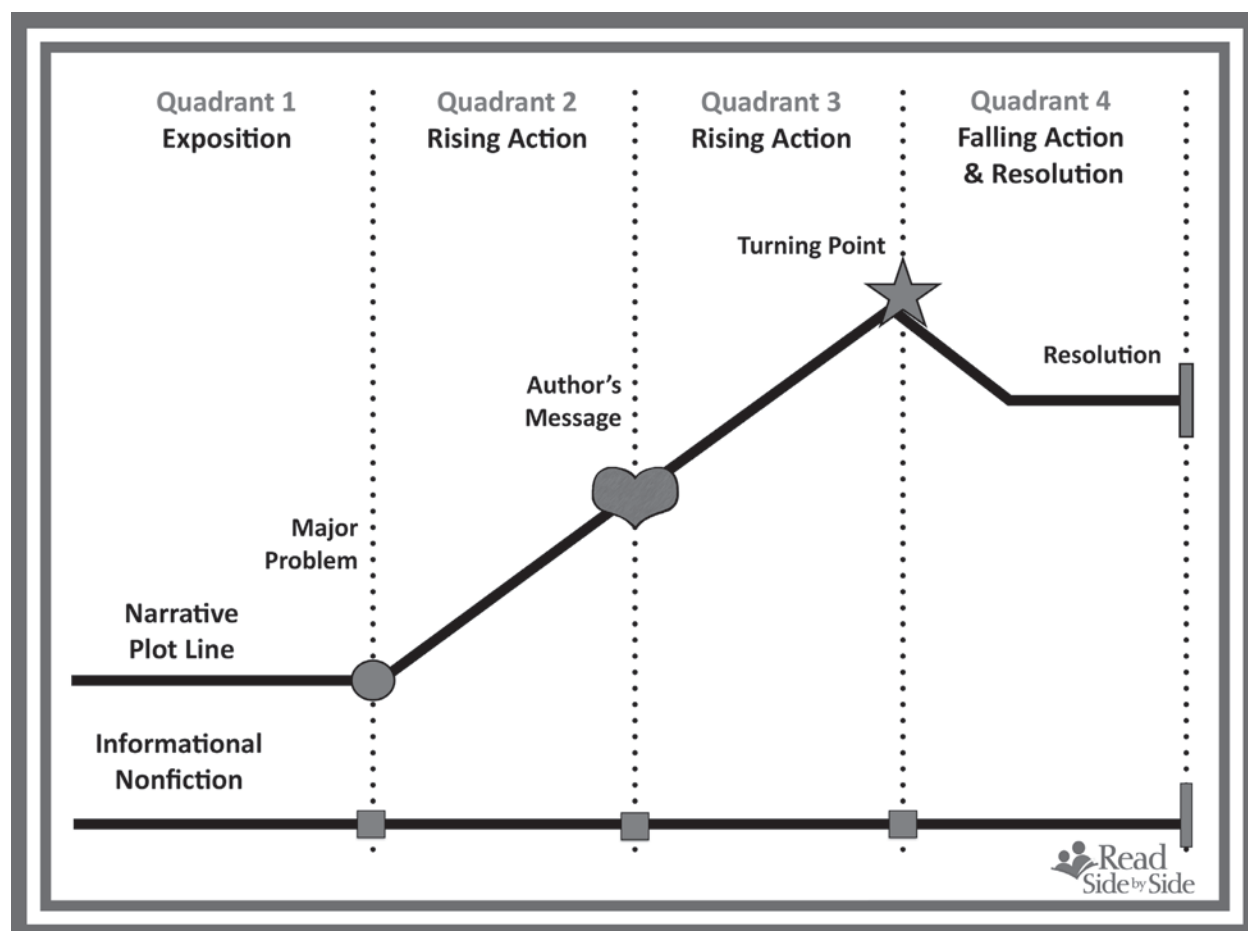 Quadrant 1
Exposition
Quadrant 2
Rising Action
Quadrant 3
Rising Action
Quadrant 4
Falling Action
& Resolution
Turning Point
Resolution
Author’s
Message
Major
Problem
Narrative
Plot Line
Informational
Nonfiction
Read
Side by Side